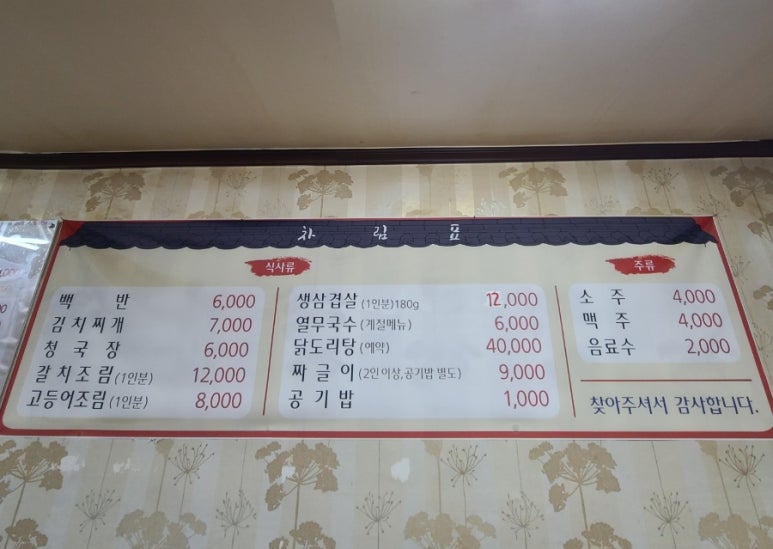 차림표
식사류
백반 6,000
김치찌개 7,000
청국장 6,000
갈치조림 (1인분) 12,000
고등어조림 (1인분) 8,000
생삼겹살 (1인분)180g 12,000
열무국수 (계절메뉴) 6,000
닭도리탕 (예약) 40,000
짜글이 (2인이상,공기밥 별도) 9,000
공기밥 1,000
주류
소주 4,000
맥주 4,000
음료수 2,000
찾아주셔서 감사합니다.